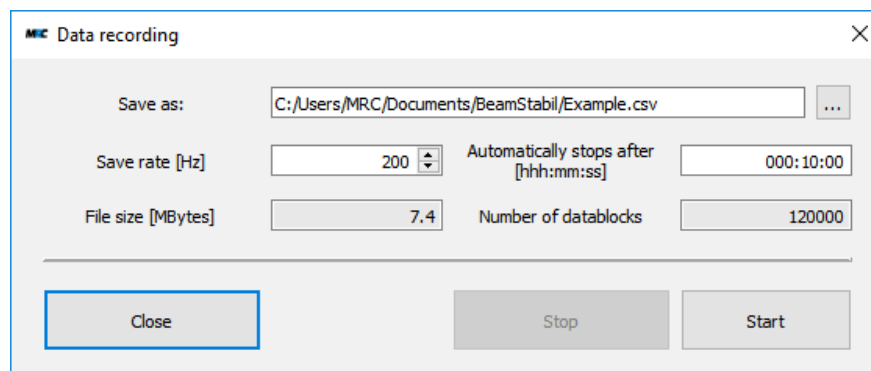 MRC Data recording
Save as: C:/Users/MRC/Documents/BeamStabil/Example.csv ...
Save rate [Hz] 200 Automatically stops after [hhh:mm:ss] 000:10:00
File size [MBytes] 7.4 Number of datablocks 120000
Close Stop Start